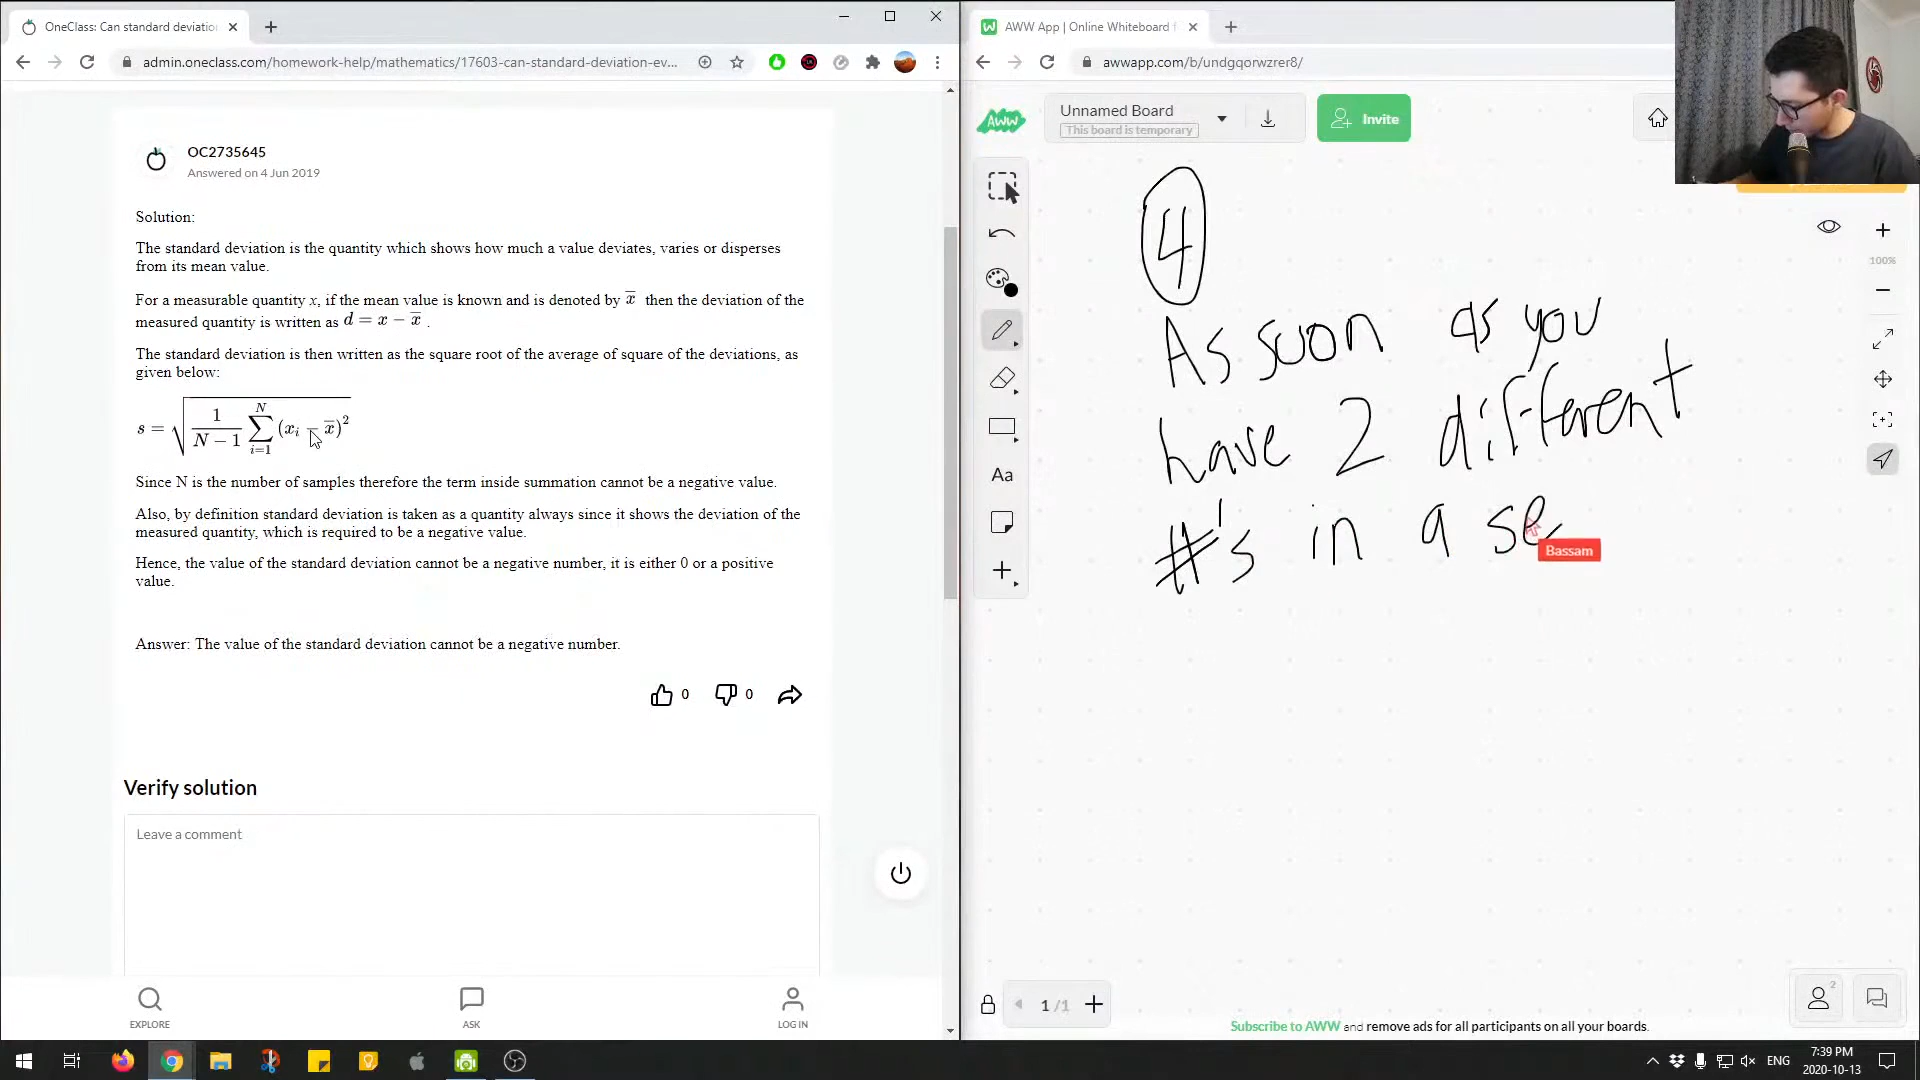 OneClass: Can standard deviatio
admin.oneclass.com/homework-help/mathematics/17603-can-standard-deviation-ev...
OC2735645
Answered on 4 Jun 2019
Solution:
The standard deviation is the quantity which shows how much a value deviates, varies or disperses
from its mean value.
For a measurable quantity x, if the mean value is known and is denoted by x̅ then the deviation of the
measured quantity is written as d = x − x̅ .
The standard deviation is then written as the square root of the average of square of the deviations, as
given below:
s = √(1/(N − 1) ∑_{i=1}^{N} (x_i − x̅)²)
Since N is the number of samples therefore the term inside summation cannot be a negative value.
Also, by definition standard deviation is taken as a quantity always since it shows the deviation of the
measured quantity, which is required to be a negative value.
Hence, the value of the standard deviation cannot be a negative number, it is either 0 or a positive
value.
Answer: The value of the standard deviation cannot be a negative number.
0 0
Verify solution
Leave a comment
EXPLORE ASK LOG IN
AWW App | Online Whiteboard f
awwapp.com/b/undgqorwzrer8/
AWW
Unnamed Board
This board is temporary
Invite
100%
Aa
4
As soon as you
have 2 different
#'s in a se
Bassam
1/1
2
Subscribe to AWW and remove ads for all participants on all your boards.
ENG
7:39 PM
2020-10-13